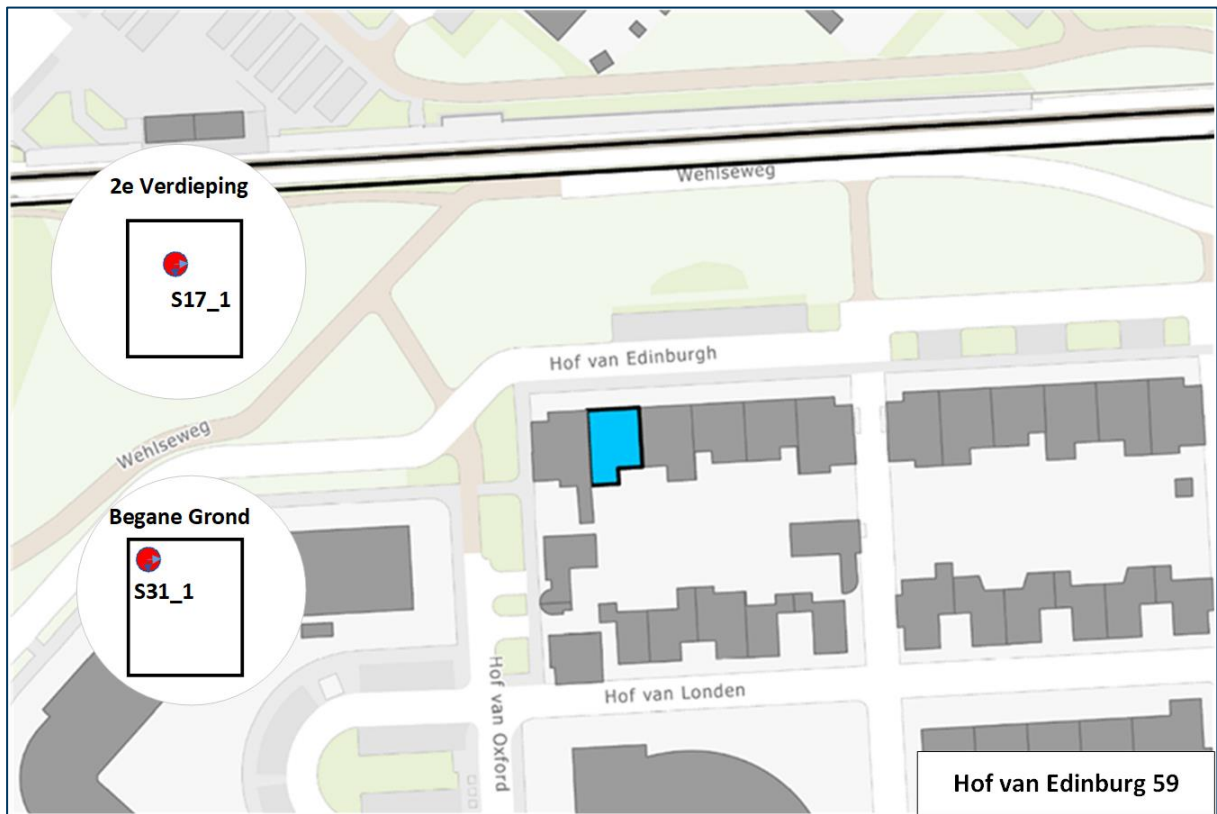 Wehlseweg
2e Verdieping
S17_1
Hof van Edinburgh
Wehlseweg
Begane Grond
S31_1
Hof van Oxford
Hof van Londen
Hof van Edinburg 59